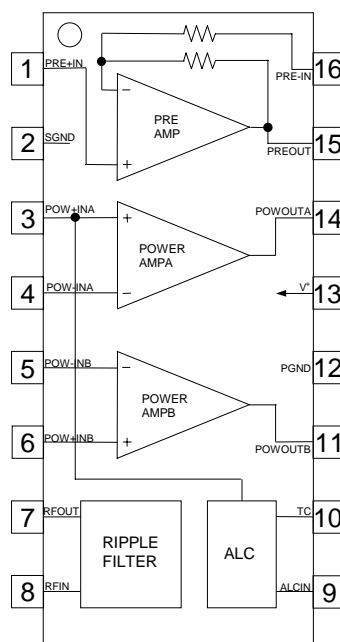 1 PRE+IN
PRE-IN 16
PRE
AMP
2 SGND
PREOUT 15
3 POW+INA
POWOUTA 14
POWER
AMPA
4 POW-INA
V+ 13
5 POW-INB
PGND 12
POWER
AMPB
6 POW+INB
POWOUTB 11
7 RFOUT
TC 10
RIPPLE
FILTER
ALC
8 RFIN
ALCIN 9